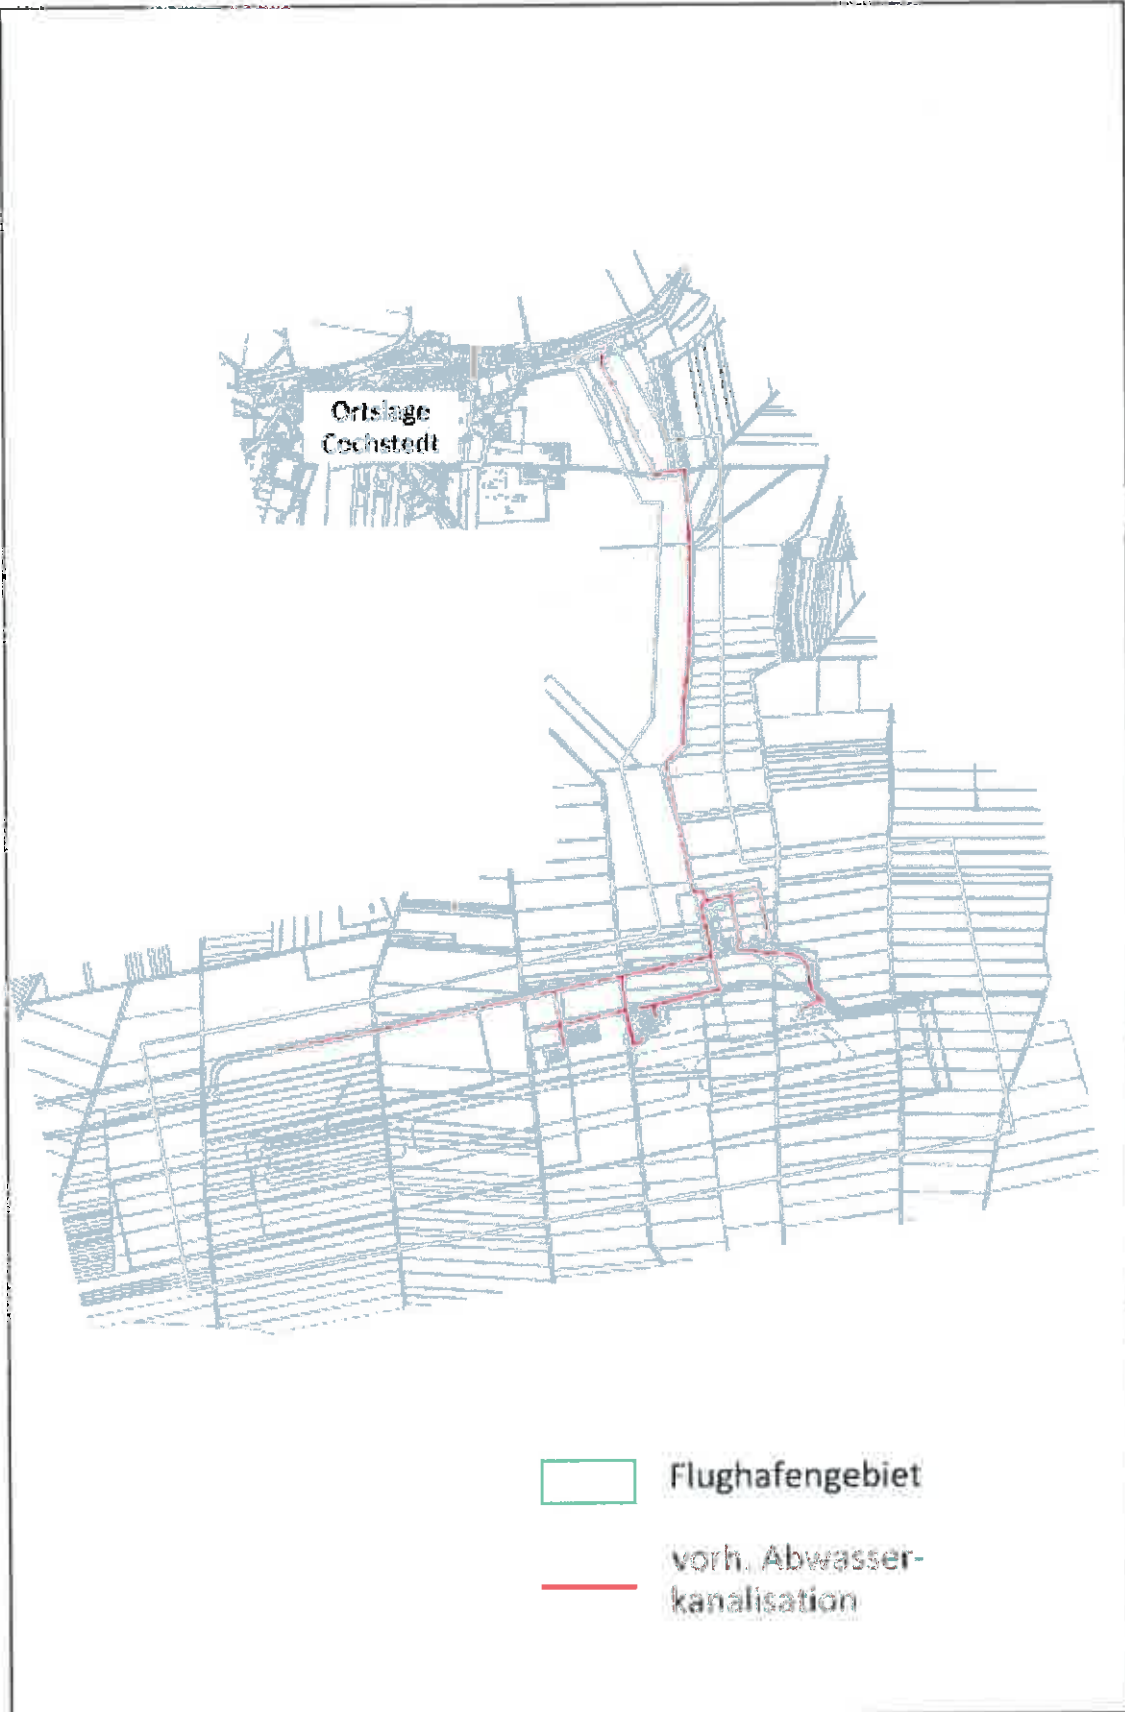 Ortslage
Cochstedt
Flughafengebiet
vorh. Abwasser-
kanalisation